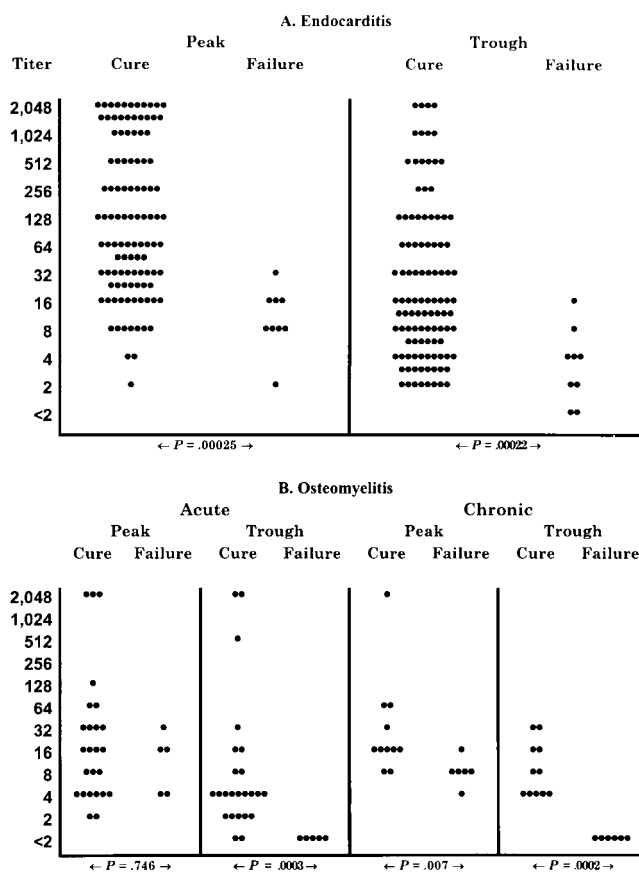 A. Endocarditis
Peak Trough
Titer Cure Failure Cure Failure
2,048
1,024
512
256
128
64
32
16
8
4
2
<2
← P = .00025 → ← P = .00022 →
B. Osteomyelitis
Acute Chronic
Peak Trough Peak Trough
Cure Failure Cure Failure Cure Failure Cure Failure
2,048
1,024
512
256
128
64
32
16
8
4
2
<2
← P = .746 → ← P = .0003 → ← P = .007 → ← P = .0002 →